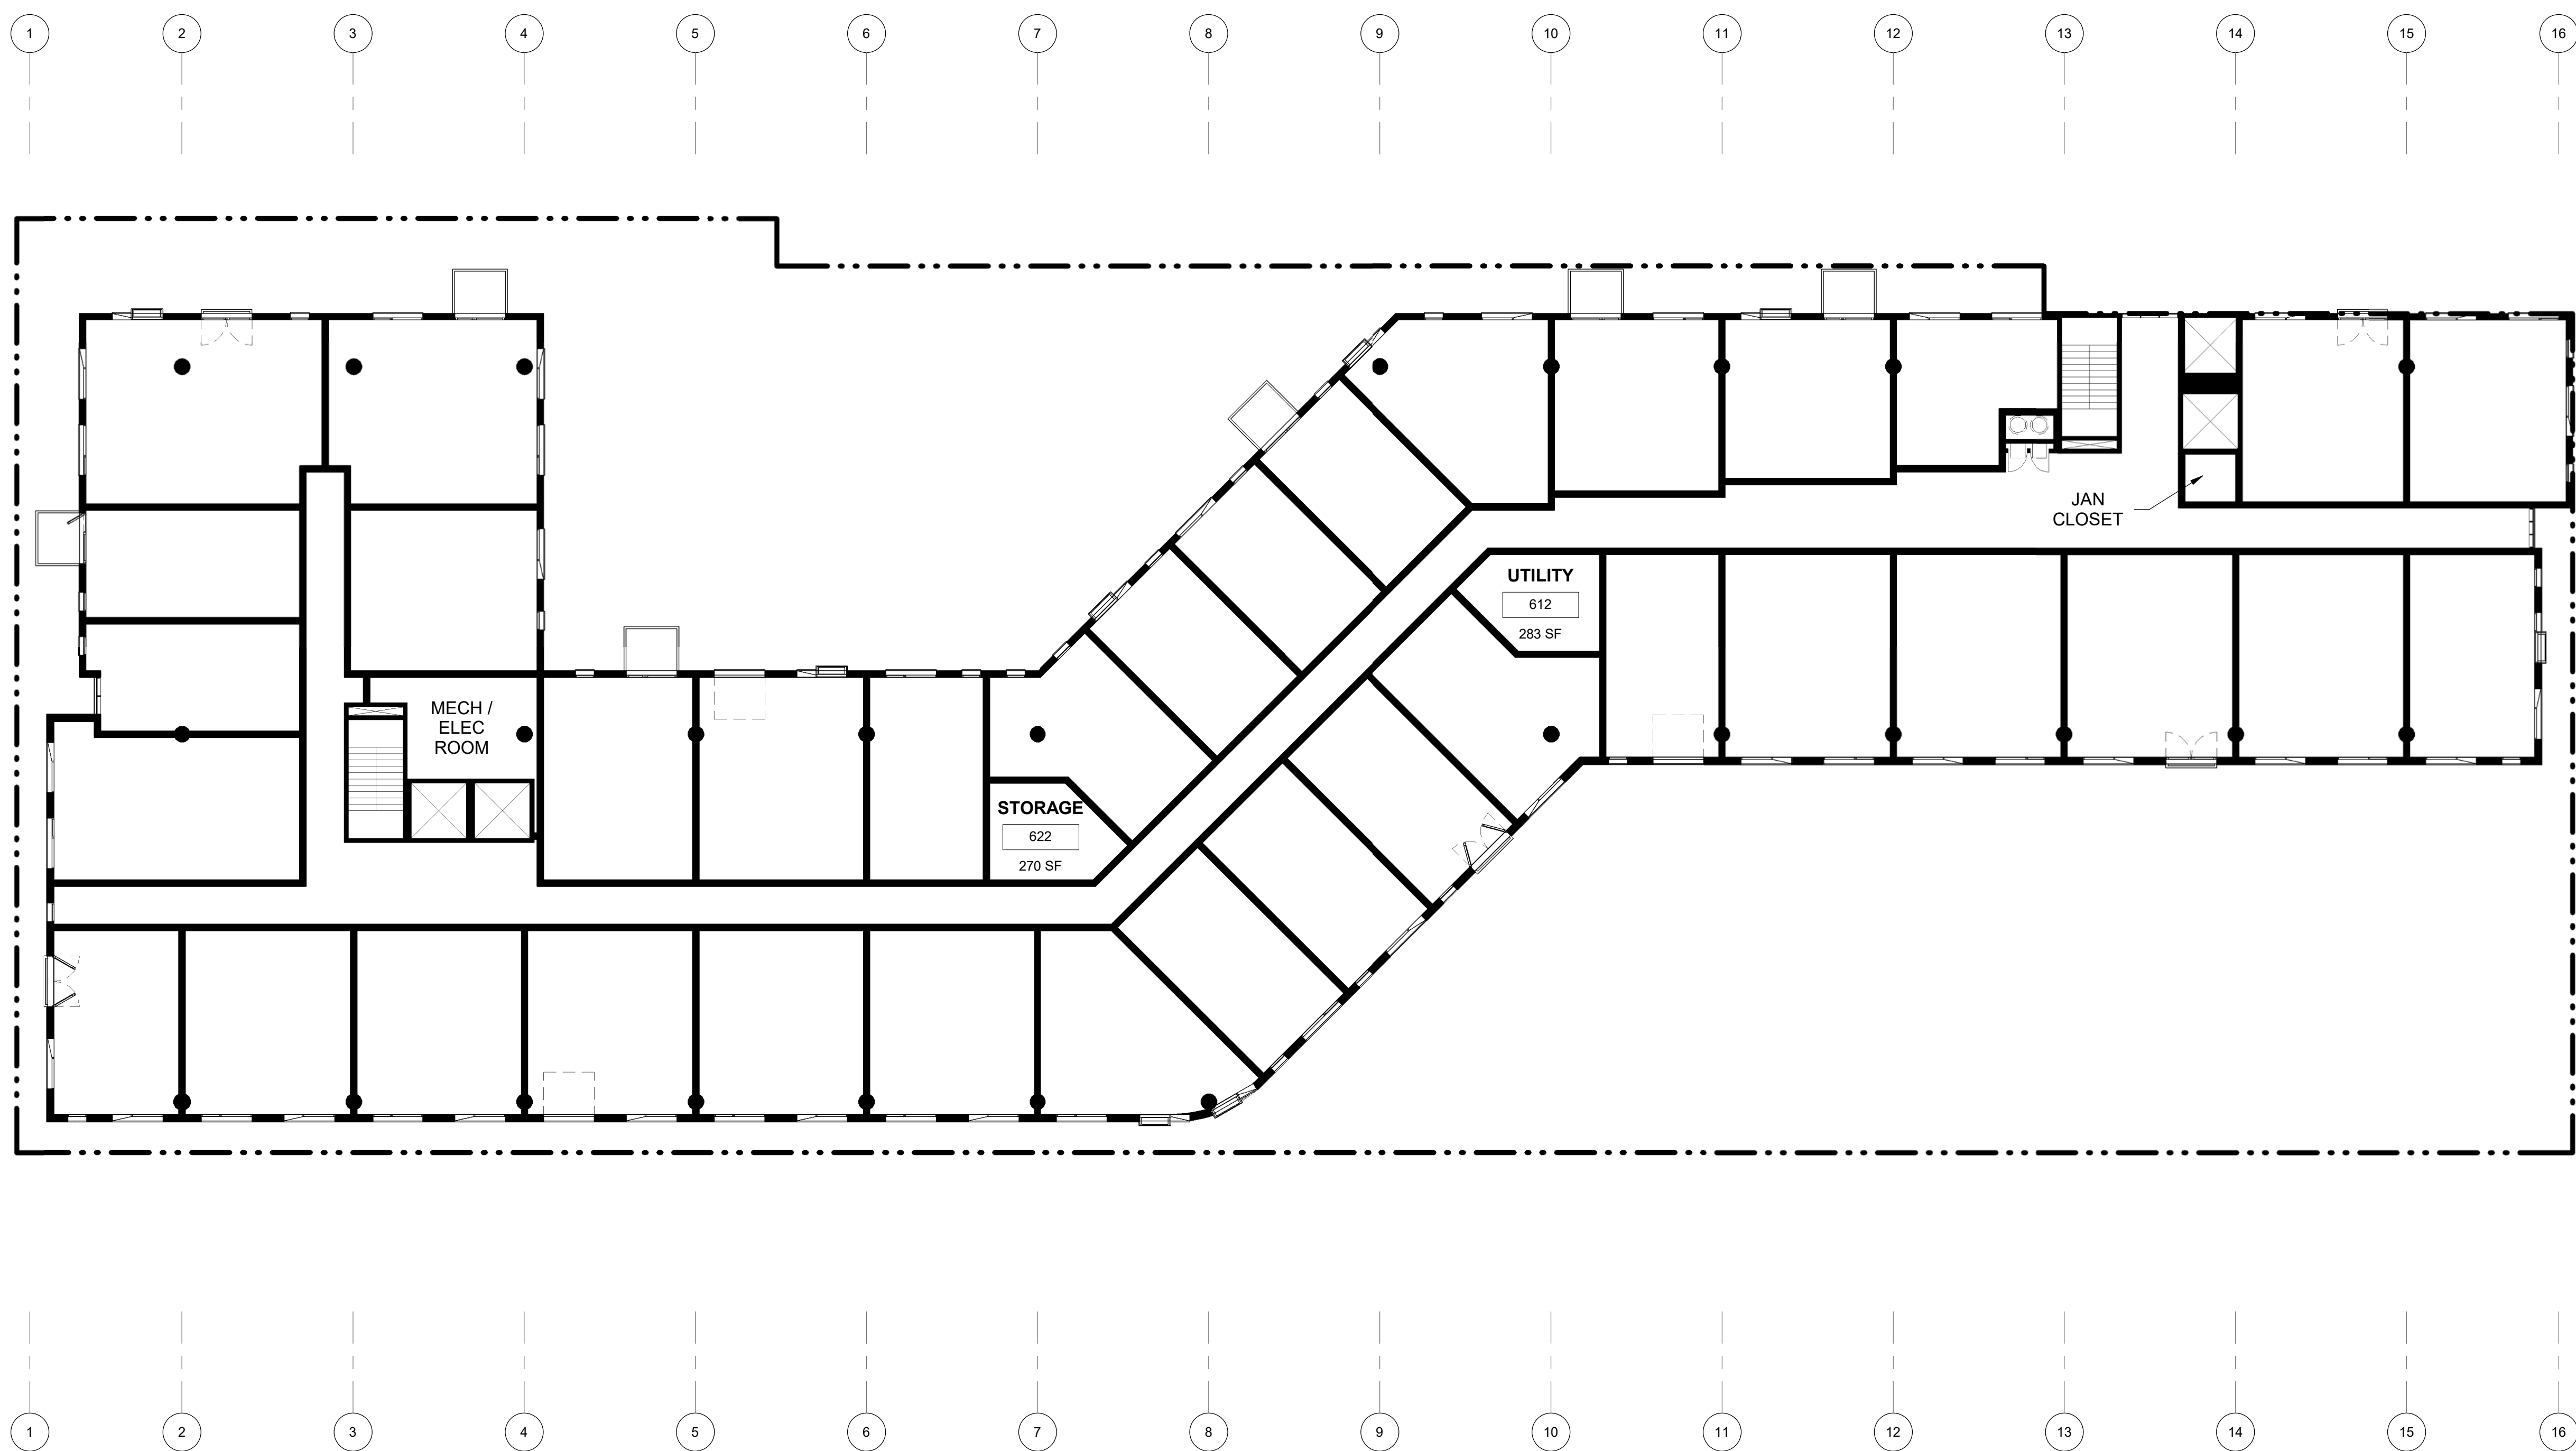 1 2 3 4 5 6 7 8 9 10 11 12 13 14 15 16
JAN
CLOSET
UTILITY
612
283 SF
MECH /
ELEC
ROOM
STORAGE
622
270 SF
1 2 3 4 5 6 7 8 9 10 11 12 13 14 15 16